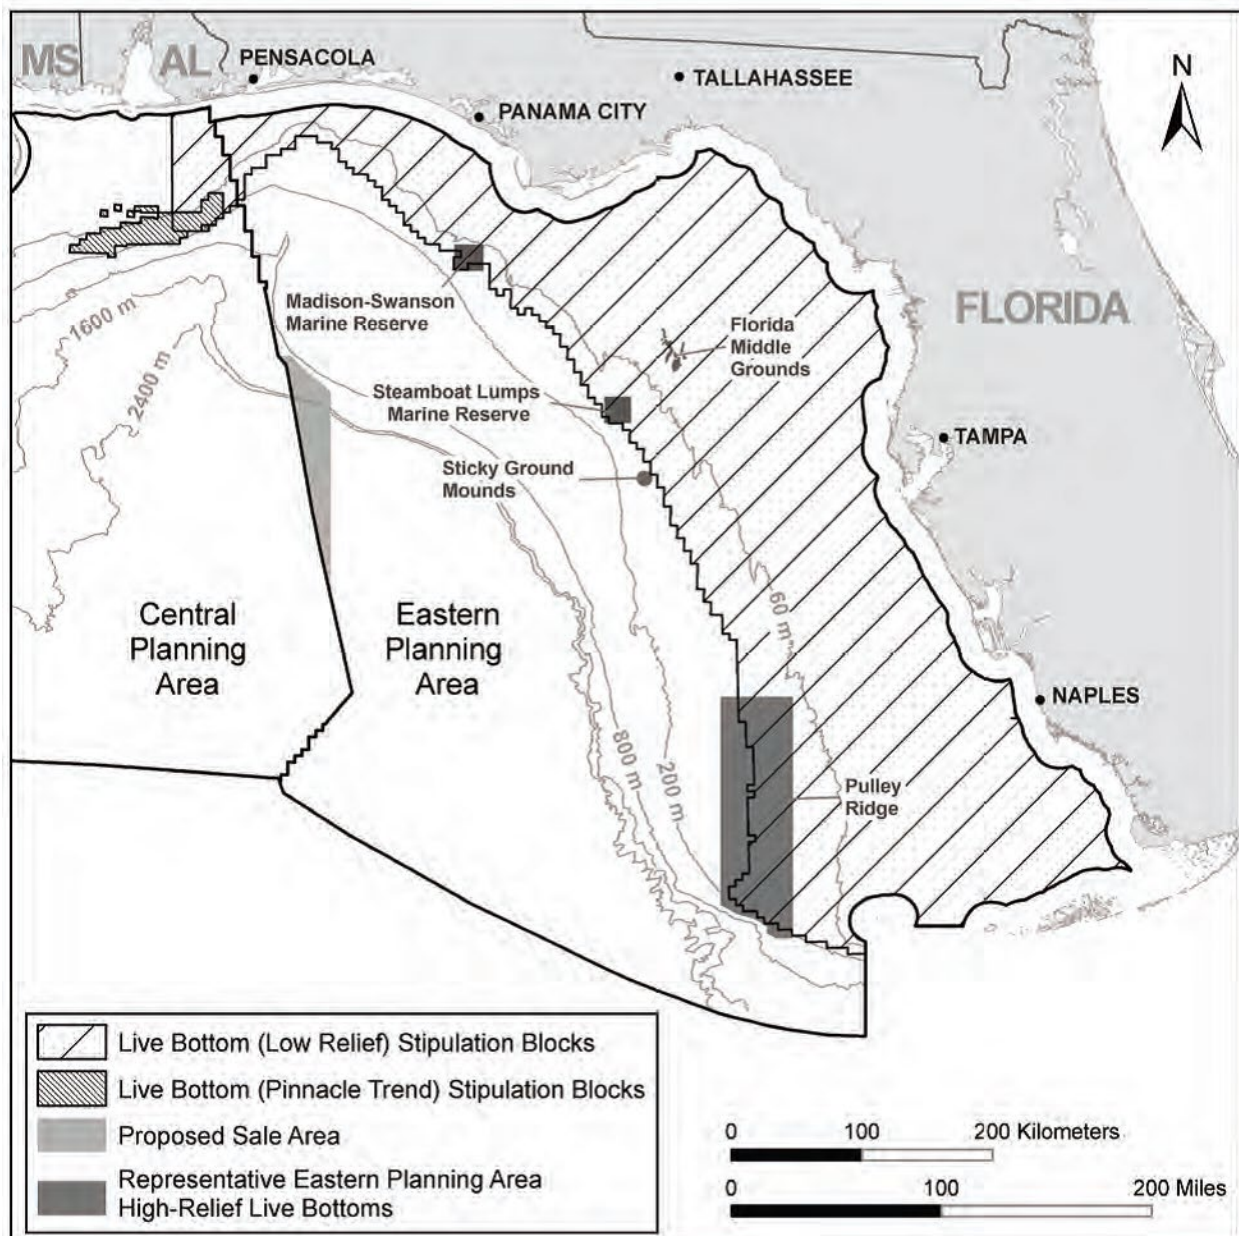 MS
AL
PENSACOLA
TALLAHASSEE
PANAMA CITY
N
Madison-Swanson
Marine Reserve
Florida
Middle
Grounds
FLORIDA
1600 m
2400 m
Steamboat Lumps
Marine Reserve
TAMPA
Sticky Ground
Mounds
60 m
Central
Planning
Area
Eastern
Planning
Area
NAPLES
800 m
200 m
Pulley
Ridge
Live Bottom (Low Relief) Stipulation Blocks
Live Bottom (Pinnacle Trend) Stipulation Blocks
Proposed Sale Area
Representative Eastern Planning Area
High-Relief Live Bottoms
0 100 200 Kilometers
0 100 200 Miles